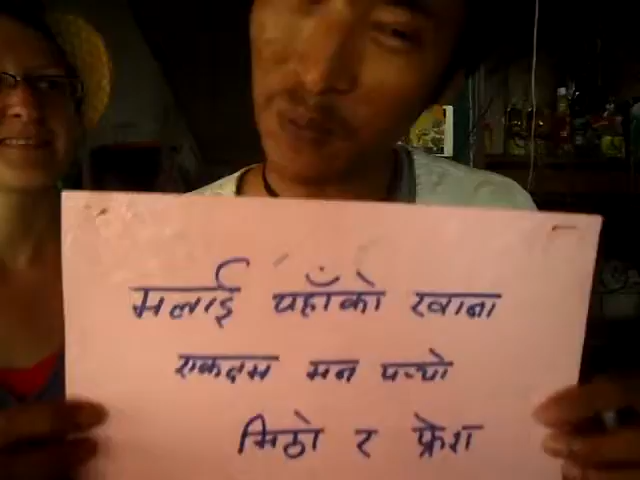 मलाई यहाँको खाना
एकदम मन पर्‍यो
मिठो र फ्रेश